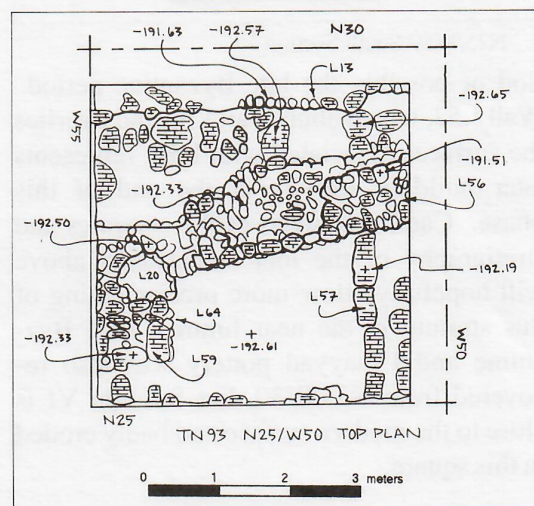 -191.63
-192.57
N30
L13
-192.65
W55
-191.51
-192.33
L56
-192.50
-192.19
L20
L64
L57
-192.33
-192.61
L59
W50
N25
TN93 N25/W50 TOP PLAN
0 1 2 3 meters